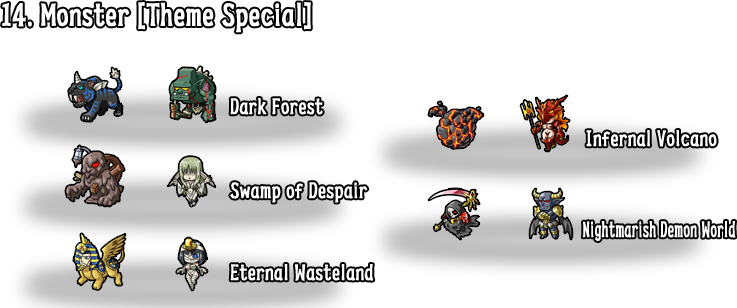 14. Monster [Theme Special]
Dark Forest
Swamp of Despair
Eternal Wasteland
Infernal Volcano
Nightmarish Demon World